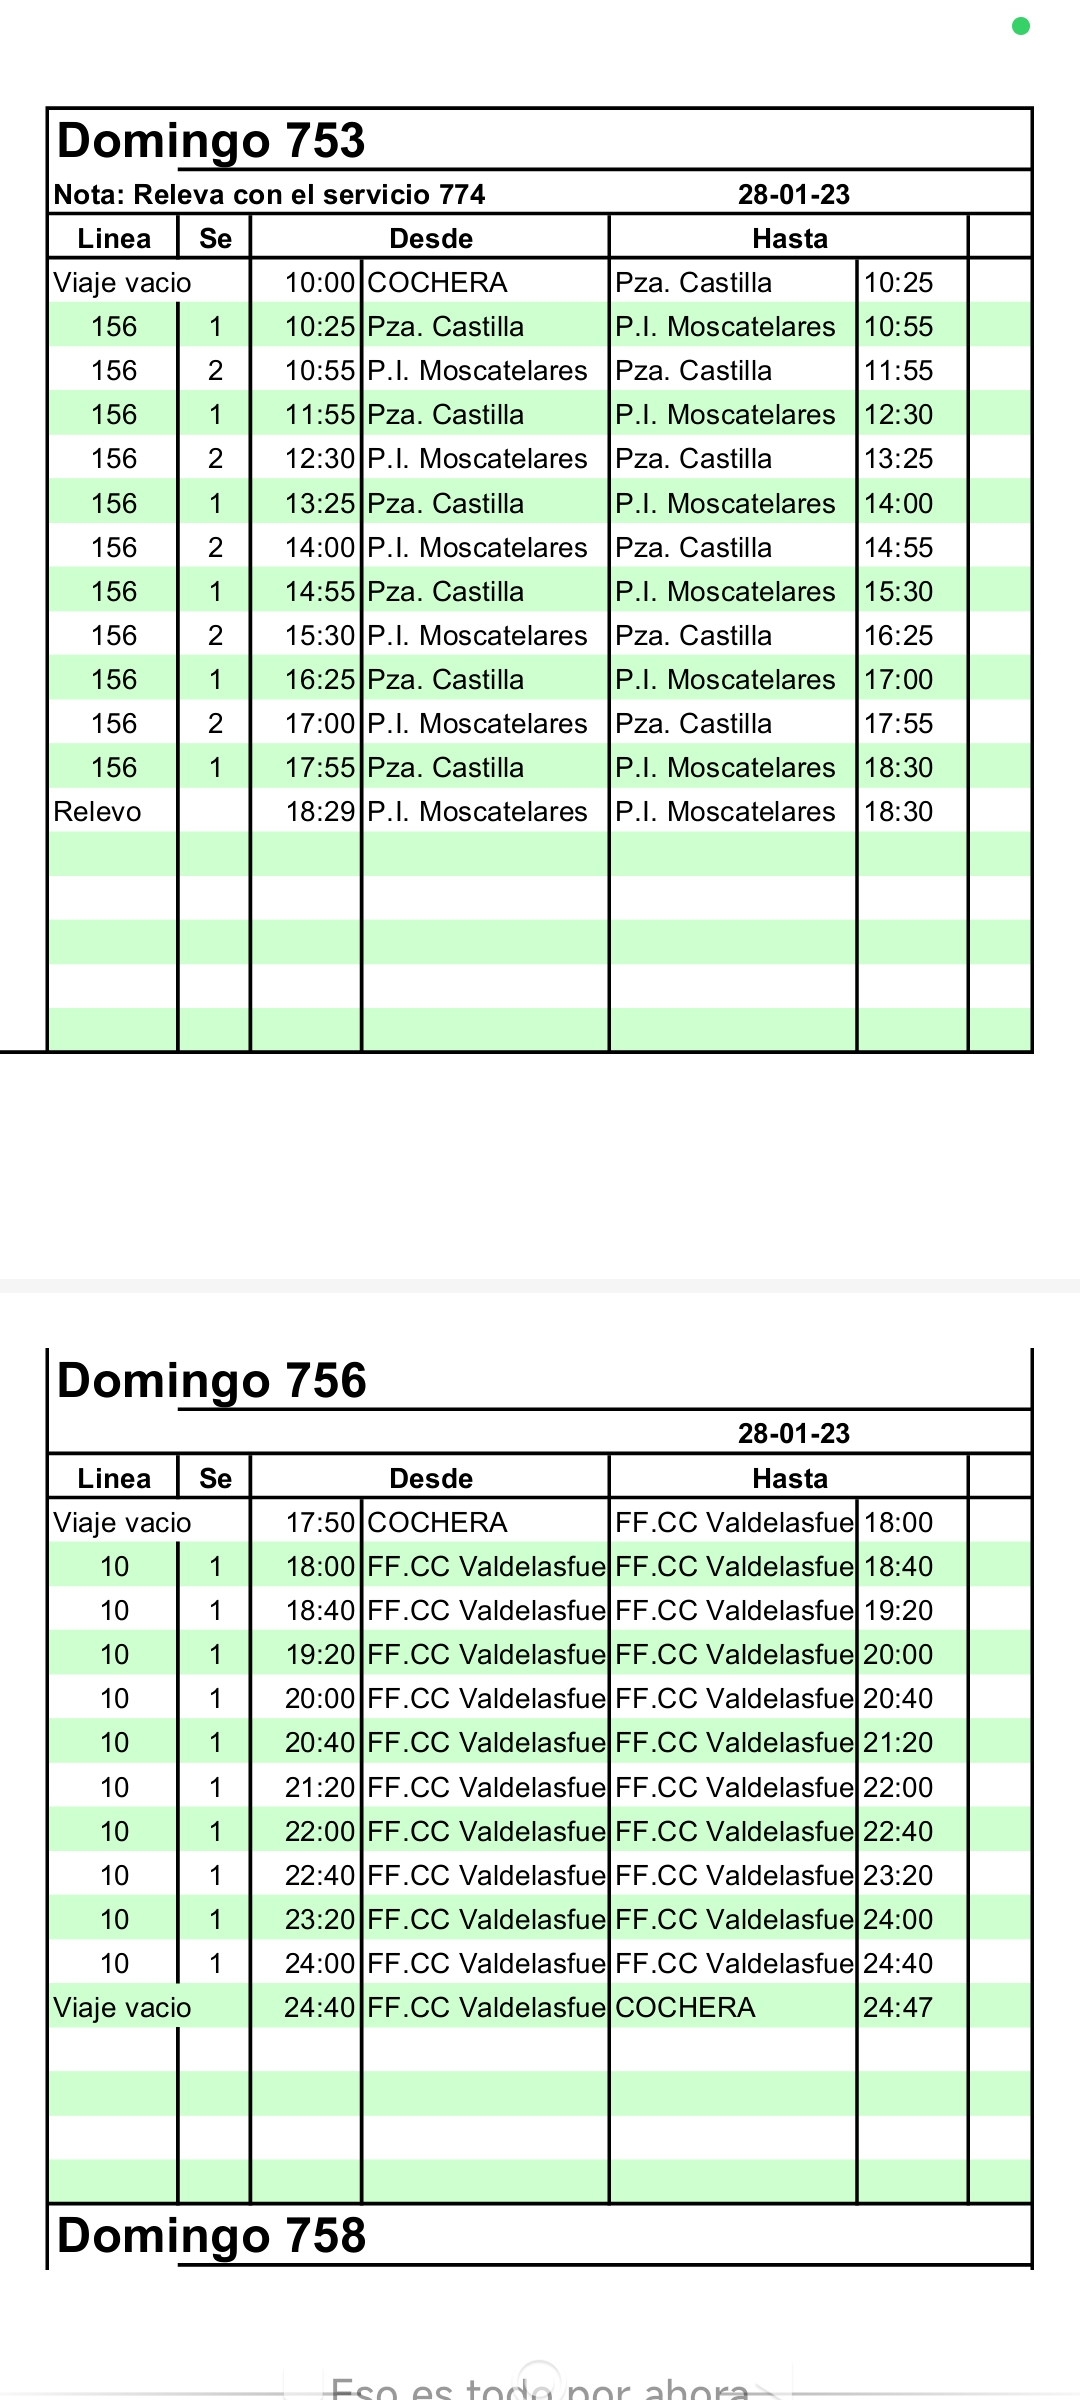 Domingo 753
Nota: Releva con el servicio 774 28-01-23
Linea Se Desde Hasta
Viaje vacio 10:00 COCHERA Pza. Castilla 10:25
156 1 10:25 Pza. Castilla P.I. Moscatelares 10:55
156 2 10:55 P.I. Moscatelares Pza. Castilla 11:55
156 1 11:55 Pza. Castilla P.I. Moscatelares 12:30
156 2 12:30 P.I. Moscatelares Pza. Castilla 13:25
156 1 13:25 Pza. Castilla P.I. Moscatelares 14:00
156 2 14:00 P.I. Moscatelares Pza. Castilla 14:55
156 1 14:55 Pza. Castilla P.I. Moscatelares 15:30
156 2 15:30 P.I. Moscatelares Pza. Castilla 16:25
156 1 16:25 Pza. Castilla P.I. Moscatelares 17:00
156 2 17:00 P.I. Moscatelares Pza. Castilla 17:55
156 1 17:55 Pza. Castilla P.I. Moscatelares 18:30
Relevo 18:29 P.I. Moscatelares P.I. Moscatelares 18:30
Domingo 756
28-01-23
Linea Se Desde Hasta
Viaje vacio 17:50 COCHERA FF.CC Valdelasfue 18:00
10 1 18:00 FF.CC Valdelasfue FF.CC Valdelasfue 18:40
10 1 18:40 FF.CC Valdelasfue FF.CC Valdelasfue 19:20
10 1 19:20 FF.CC Valdelasfue FF.CC Valdelasfue 20:00
10 1 20:00 FF.CC Valdelasfue FF.CC Valdelasfue 20:40
10 1 20:40 FF.CC Valdelasfue FF.CC Valdelasfue 21:20
10 1 21:20 FF.CC Valdelasfue FF.CC Valdelasfue 22:00
10 1 22:00 FF.CC Valdelasfue FF.CC Valdelasfue 22:40
10 1 22:40 FF.CC Valdelasfue FF.CC Valdelasfue 23:20
10 1 23:20 FF.CC Valdelasfue FF.CC Valdelasfue 24:00
10 1 24:00 FF.CC Valdelasfue FF.CC Valdelasfue 24:40
Viaje vacio 24:40 FF.CC Valdelasfue COCHERA 24:47
Domingo 758
Eso es todo por ahora